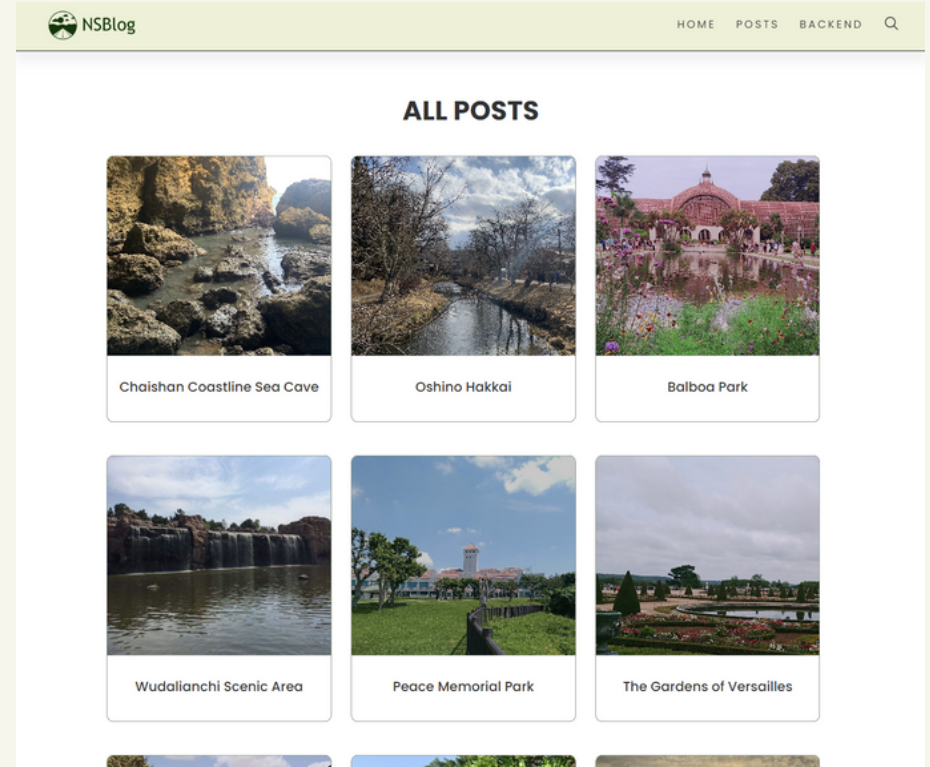 NSBlog
HOME POSTS BACKEND
ALL POSTS
Chaishan Coastline Sea Cave
Oshino Hakkai
Balboa Park
Wudalianchi Scenic Area
Peace Memorial Park
The Gardens of Versailles